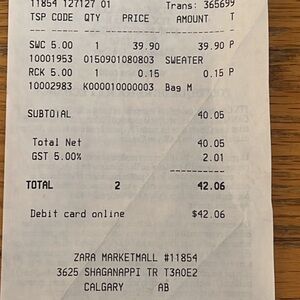 11854 127127 01 Trans: 365699
TSP CODE QTY PRICE AMOUNT T
SWC 5.00 1 39.90 39.90 P
10001953 0150901080803 SWEATER
RCK 5.00 1 0.15 0.15 P
10002983 K000010000003 Bag M
SUBTOTAL 40.05
Total Net 40.05
GST 5.00% 2.01
TOTAL 2 42.06
Debit card online $42.06
ZARA MARKETMALL #11854
3625 SHAGANAPPI TR T3A0E2
CALGARY AB